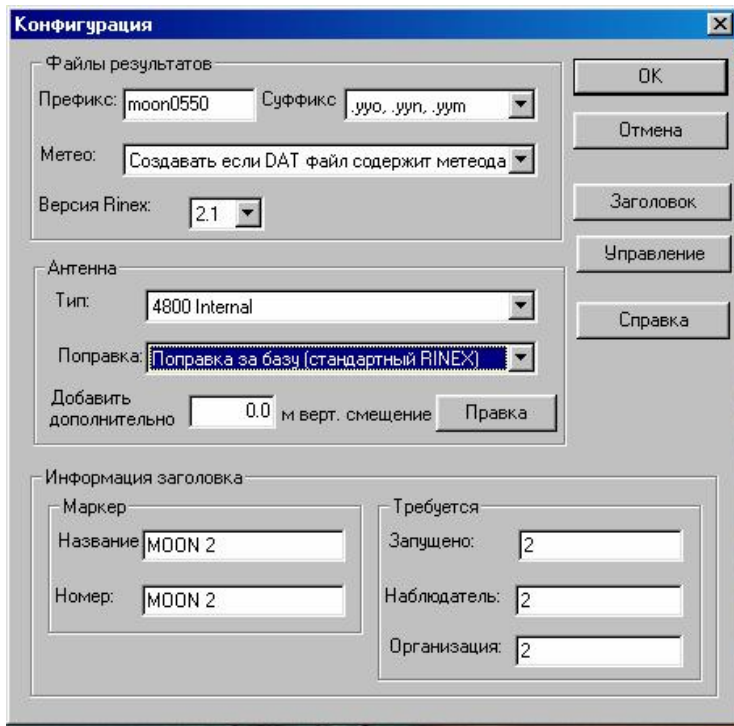 Конфигурация
Файлы результатов
Префикс: moon0550 Суффикс .yyo, .yyn, .yym
Метео: Создавать если DAT файл содержит метеода
Версия Rinex: 2.1
OK
Отмена
Заголовок
Управление
Справка
Антенна
Тип: 4800 Internal
Поправка: Поправка за базу (стандартный RINEX)
Добавить
дополнительно 0.0 м верт. смещение Правка
Информация заголовка
Маркер
Название MOON 2
Номер: MOON 2
Требуется
Запущено: 2
Наблюдатель: 2
Организация: 2